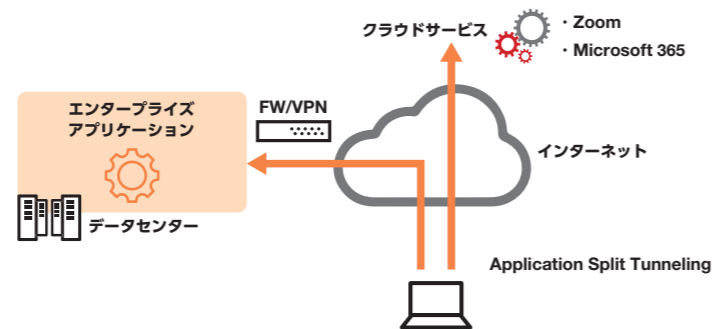 クラウドサービス
・Zoom
・Microsoft 365
エンタープライズ
アプリケーション
FW/VPN
インターネット
データセンター
Application Split Tunneling